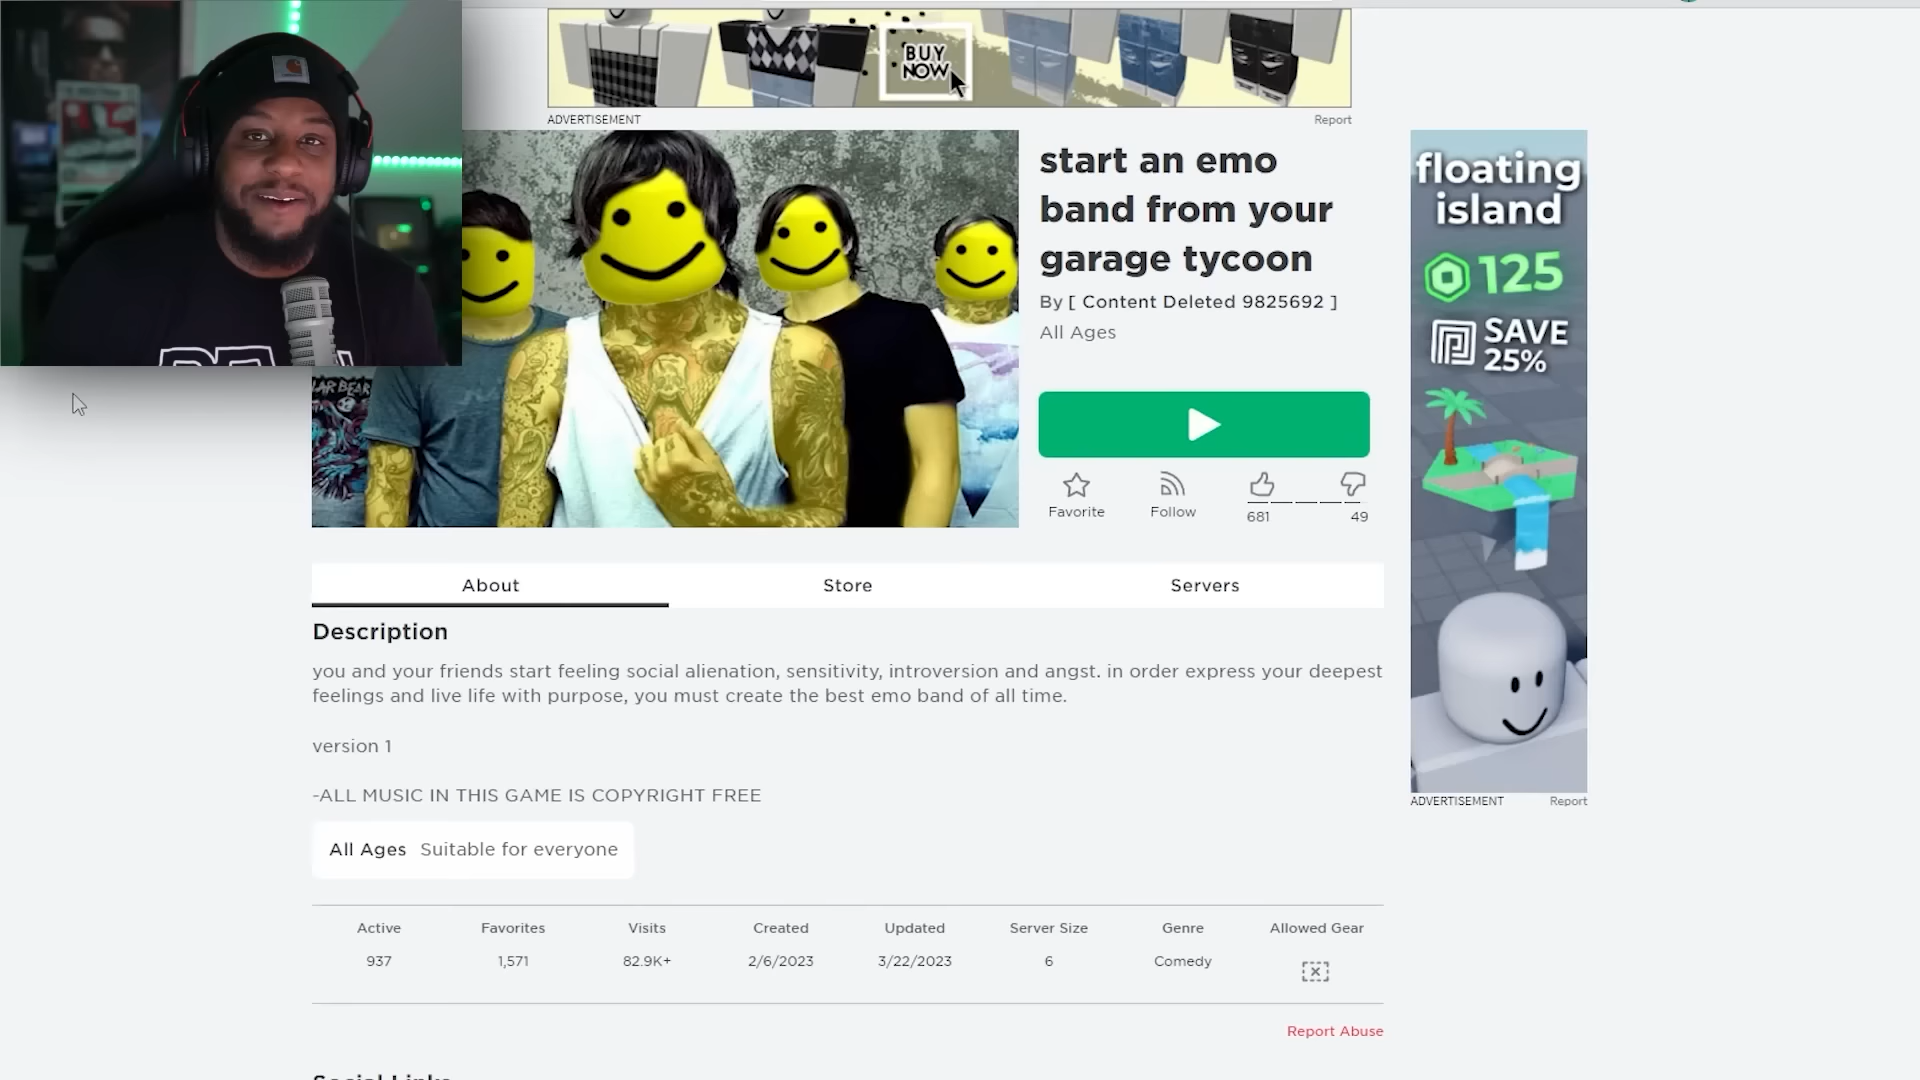 BUY
NOW
ADVERTISEMENT
Report
start an emo
band from your
garage tycoon
By [ Content Deleted 9825692 ]
All Ages
Favorite
Follow
681
49
floating
island
125
SAVE
25%
ADVERTISEMENT
Report
About
Store
Servers
Description
you and your friends start feeling social alienation, sensitivity, introversion and angst. in order express your deepest
feelings and live life with purpose, you must create the best emo band of all time.
version 1
-ALL MUSIC IN THIS GAME IS COPYRIGHT FREE
All Ages Suitable for everyone
Active Favorites Visits Created Updated Server Size Genre Allowed Gear
937 1,571 82.9K+ 2/6/2023 3/22/2023 6 Comedy
Report Abuse
Social Links